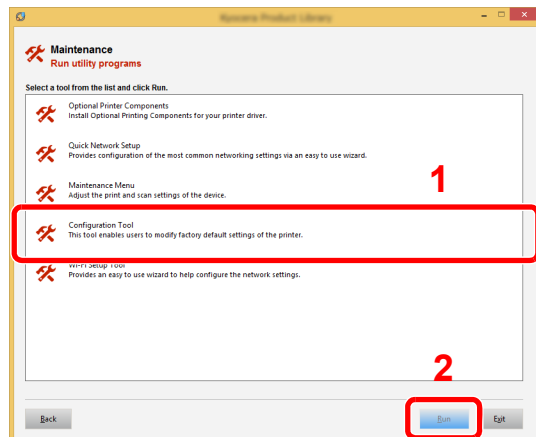 Kyocera Product Library
Maintenance
Run utility programs
Select a tool from the list and click Run.
Optional Printer Components
Install Optional Printing Components for your printer driver.
Quick Network Setup
Provides configuration of the most common networking settings via an easy to use wizard.
Maintenance Menu
Adjust the print and scan settings of the device.
1
Configuration Tool
This tool enables users to modify factory default settings of the printer.
Wi-Fi Setup Tool
Provides an easy to use wizard to help configure the network settings.
2
Back
Run
Exit